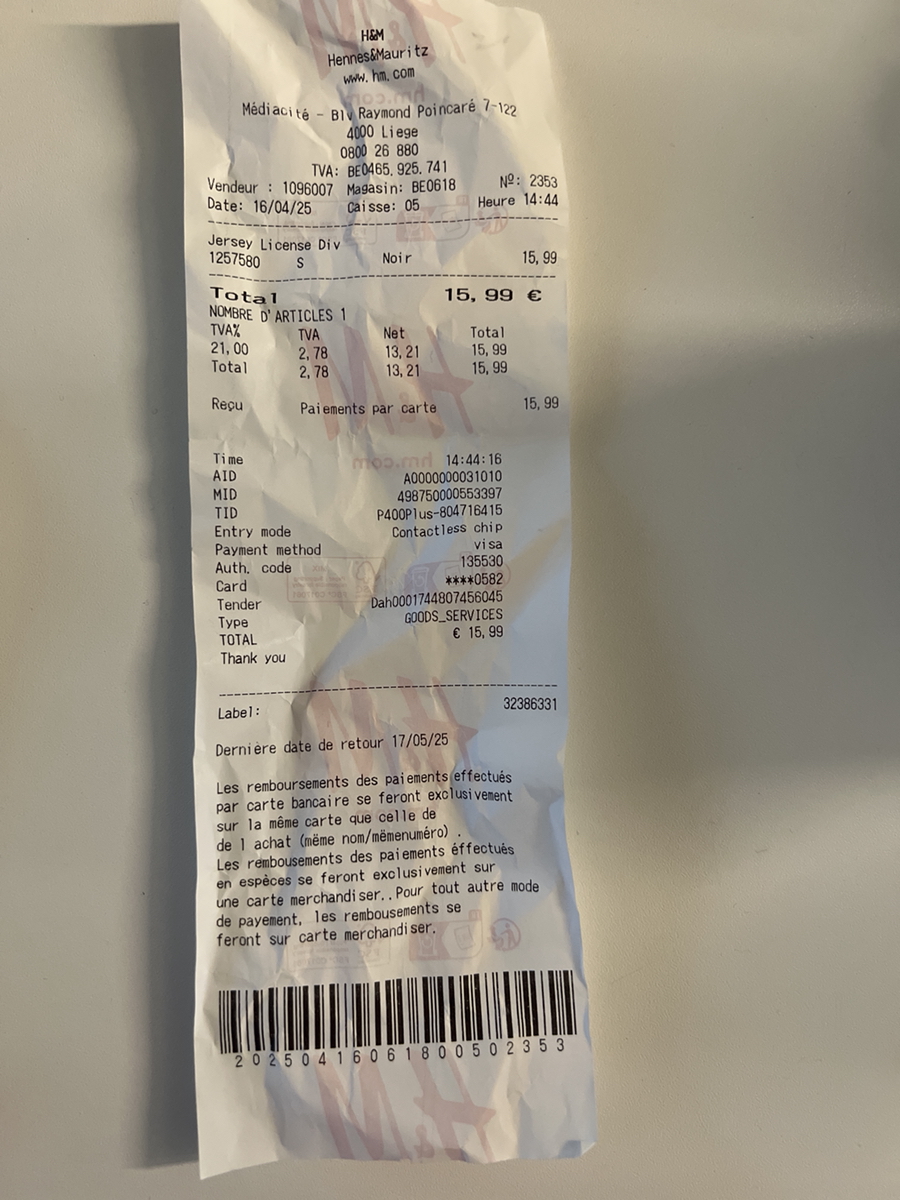 H&M
Hennes&Mauritz
www.hm.com
Médiacité - Blv Raymond Poincaré 7-122
4000 Liege
0800 26 880
TVA: BE0465.925.741
Vendeur : 1096007 Magasin: BE0618 Nº: 2353
Date: 16/04/25 Caisse: 05 Heure 14:44
Jersey License Div
1257580 S Noir 15,99
Total 15,99 €
NOMBRE D'ARTICLES 1
TVA% TVA Net Total
21,00 2,78 13,21 15,99
Total 2,78 13,21 15,99
Reçu Paiements par carte 15,99
Time 14:44:16
AID A0000000031010
MID 498750000553397
TID P400Plus-804716415
Entry mode Contactless chip
Payment method visa
Auth. code 135530
Card ****0582
Tender Dah0001744807456045
Type GOODS_SERVICES
TOTAL € 15,99
Thank you
Label: 32386331
Dernière date de retour 17/05/25
Les remboursements des paiements effectués
par carte bancaire se feront exclusivement
sur la même carte que celle de
de l achat (mëme nom/mëmenuméro) .
Les rembousements des paiements éffectués
en espèces se feront exclusivement sur
une carte merchandiser..Pour tout autre mode
de payement, les rembousements se
feront sur carte merchandiser.
20250416061800502353